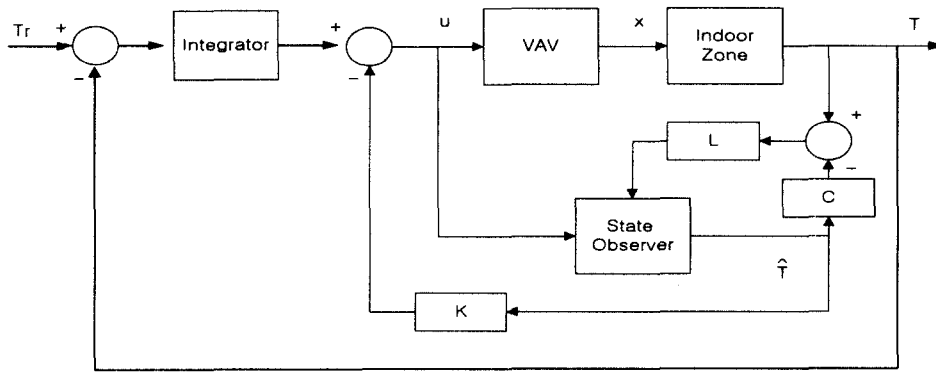 Tr
+
−
Integrator
+
−
u
VAV
x
Indoor
Zone
T
+
−
L
C
State
Observer
T̂
K